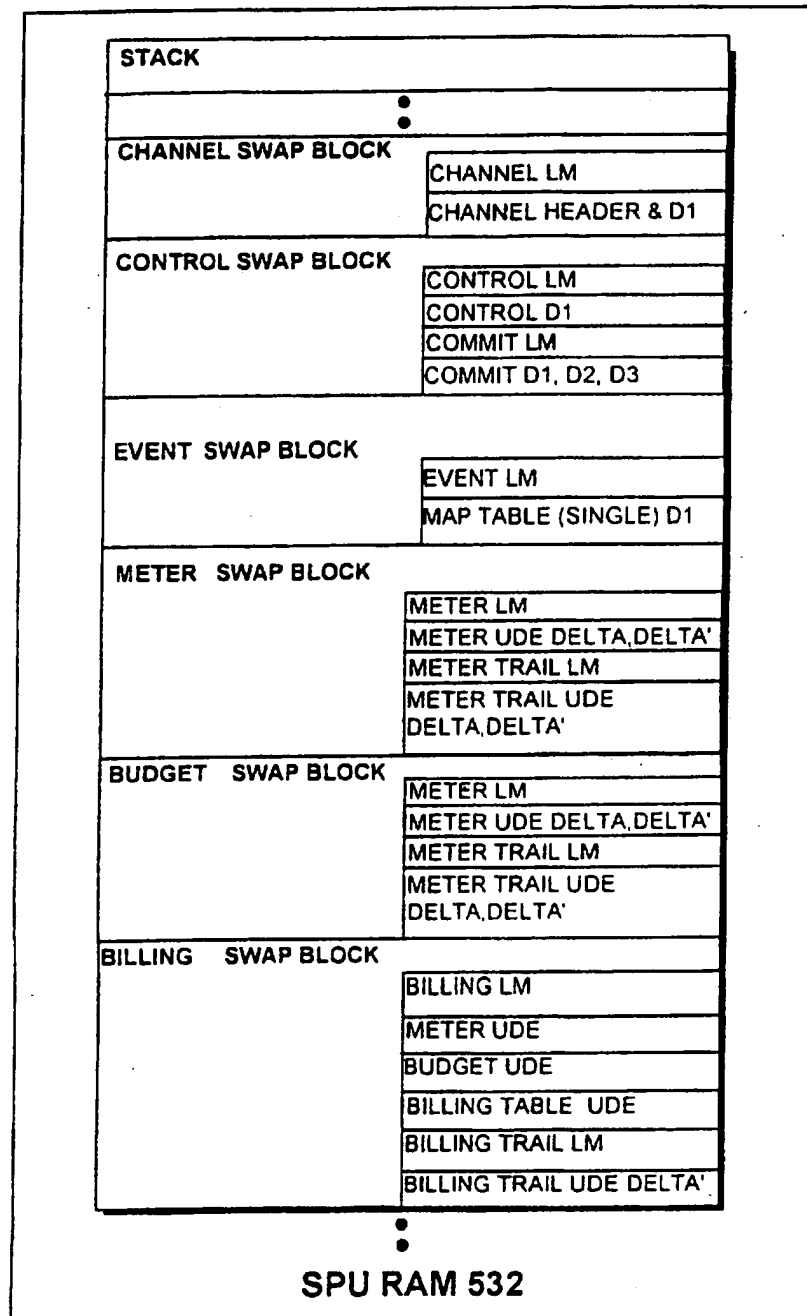 STACK
CHANNEL SWAP BLOCK
CHANNEL LM
CHANNEL HEADER & D1
CONTROL SWAP BLOCK
CONTROL LM
CONTROL D1
COMMIT LM
COMMIT D1, D2, D3
EVENT SWAP BLOCK
EVENT LM
MAP TABLE (SINGLE) D1
METER SWAP BLOCK
METER LM
METER UDE DELTA,DELTA'
METER TRAIL LM
METER TRAIL UDE
DELTA,DELTA'
BUDGET SWAP BLOCK
METER LM
METER UDE DELTA,DELTA'
METER TRAIL LM
METER TRAIL UDE
DELTA,DELTA'
BILLING SWAP BLOCK
BILLING LM
METER UDE
BUDGET UDE
BILLING TABLE UDE
BILLING TRAIL LM
BILLING TRAIL UDE DELTA'
SPU RAM 532